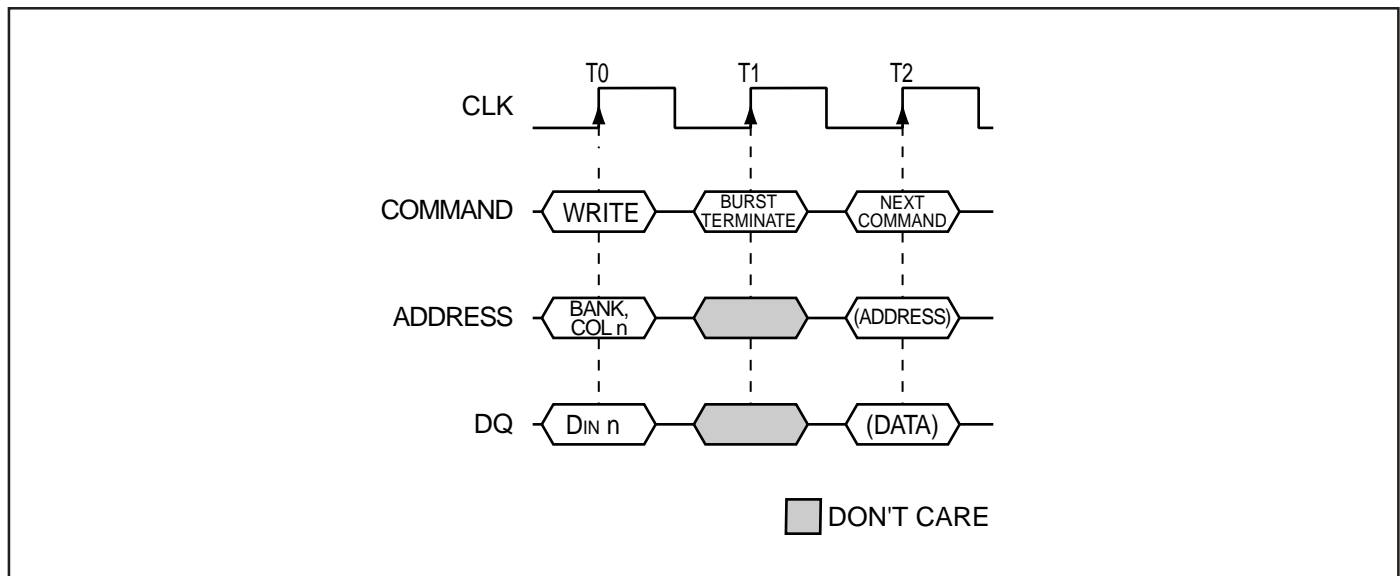 T0 T1 T2
CLK
COMMAND WRITE BURST TERMINATE NEXT COMMAND
ADDRESS BANK, COL n (ADDRESS)
DQ DIN n (DATA)
DON'T CARE